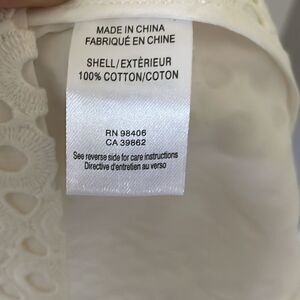 MADE IN CHINA
FABRIQUÉ EN CHINE
SHELL/EXTÉRIEUR
100% COTTON/COTON
RN 98406
CA 39862
See reverse side for care instructions
Directive d'entretien au verso